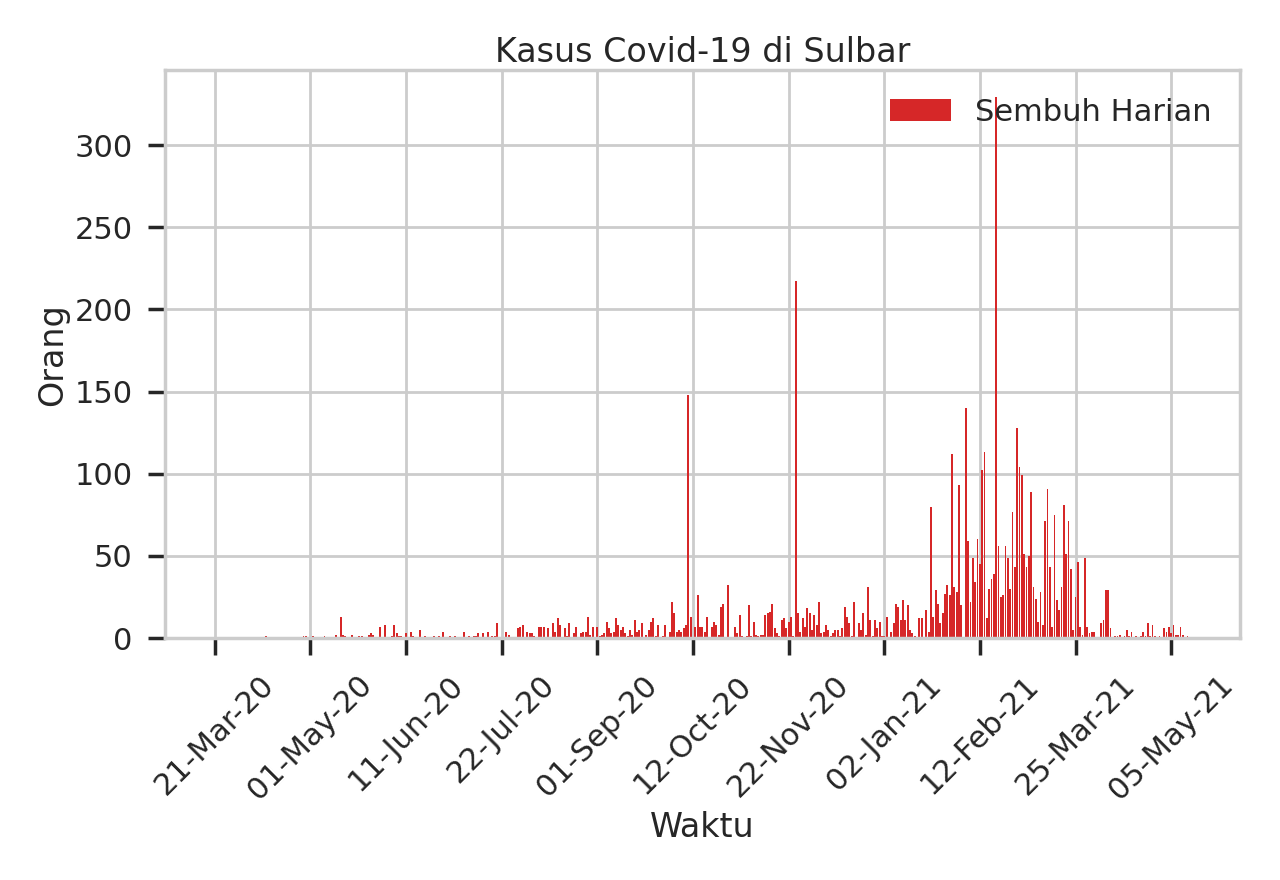 Kasus Covid-19 di Sulbar
Sembuh Harian
Orang
300
250
200
150
100
50
0
21-Mar-20
01-May-20
11-Jun-20
22-Jul-20
01-Sep-20
12-Oct-20
22-Nov-20
02-Jan-21
12-Feb-21
25-Mar-21
05-May-21
Waktu